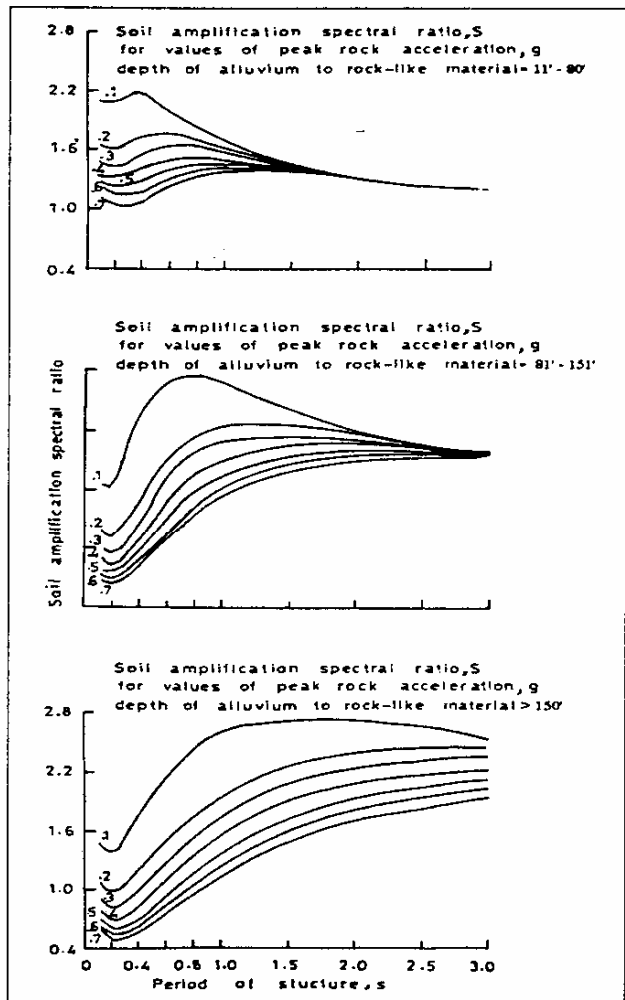 Soil amplification spectral ratio,S
for values of peak rock acceleration, g
depth of alluvium to rock-like material=11'-80'
2.8
2.2
1.6
1.0
0.4
.1
.2
.3
.4
.5
.6
Soil amplification spectral ratio,S
for values of peak rock acceleration, g
depth of alluvium to rock-like material= 81'-151'
Soil amplification spectral ratio
.1
.2
.3
.4
.5
.6
.7
Soil amplification spectral ratio,S
for values of peak rock acceleration, g
depth of alluvium to rock-like material > 150'
2.8
2.2
1.6
1.0
0.4
.1
.2
.3
.4
.5
.6
.7
0 0.4 0.8 1.0 2.0 3.0
Period of stucture, s